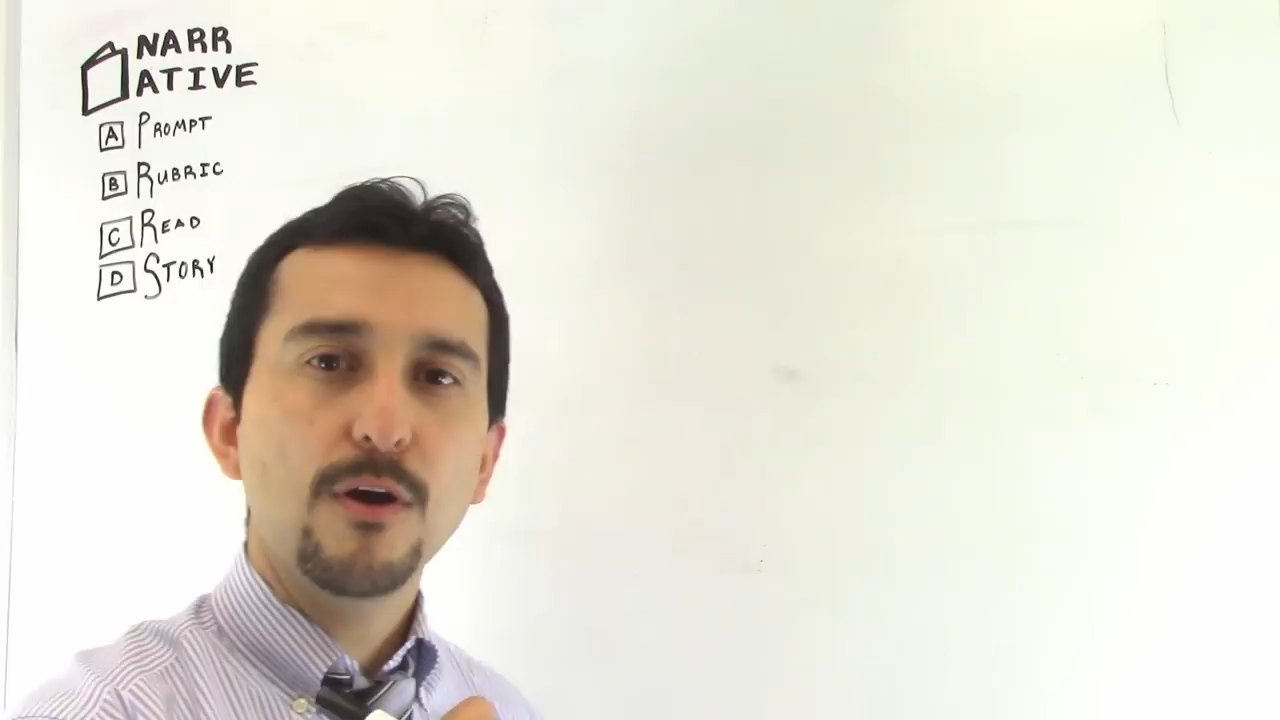 NARR
ATIVE
A PROMPT
B RUBRIC
C READ
D STORY